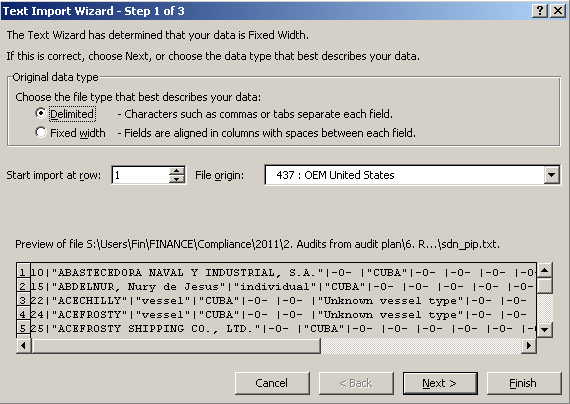 Text Import Wizard - Step 1 of 3
The Text Wizard has determined that your data is Fixed Width.
If this is correct, choose Next, or choose the data type that best describes your data.
Original data type
Choose the file type that best describes your data:
Delimited - Characters such as commas or tabs separate each field.
Fixed width - Fields are aligned in columns with spaces between each field.
Start import at row: 1 File origin: 437 : OEM United States
Preview of file S:\Users\Fin\FINANCE\Compliance\2011\2. Audits from audit plan\6. R...\sdn_pip.txt.
1 10|"ABASTECEDORA NAVAL Y INDUSTRIAL, S.A."|-0- |"CUBA"|-0- |-0- |-0- |-0
2 15|"ABDELNUR, Nury de Jesus"|"individual"|"CUBA"|-0- |-0- |-0- |-0- |-0-
3 22|"ACECHILLY"|"vessel"|"CUBA"|-0- |-0- |"Unknown vessel type"|-0- |-0-
4 24|"ACEFROSTY"|"vessel"|"CUBA"|-0- |-0- |"Unknown vessel type"|-0- |-0-
5 25|"ACEFROSTY SHIPPING CO., LTD."|-0- |"CUBA"|-0- |-0- |-0- |-0- |-0-
Cancel < Back Next > Finish